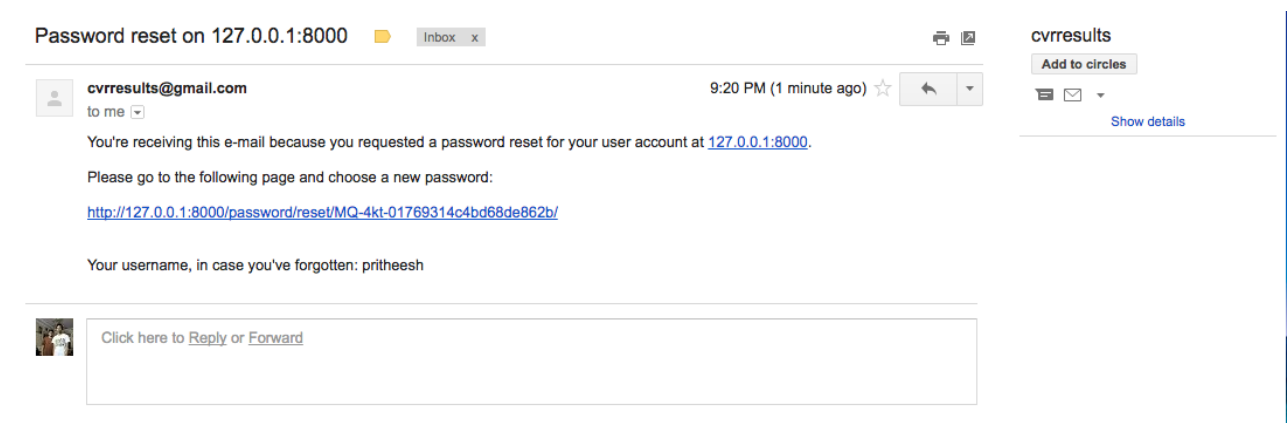 Password reset on 127.0.0.1:8000 Inbox x
cvrresults@gmail.com 9:20 PM (1 minute ago)
to me
You're receiving this e-mail because you requested a password reset for your user account at 127.0.0.1:8000.
Please go to the following page and choose a new password:
http://127.0.0.1:8000/password/reset/MQ-4kt-01769314c4bd68de862b/
Your username, in case you've forgotten: pritheesh
Click here to Reply or Forward
cvrresults
Add to circles
Show details